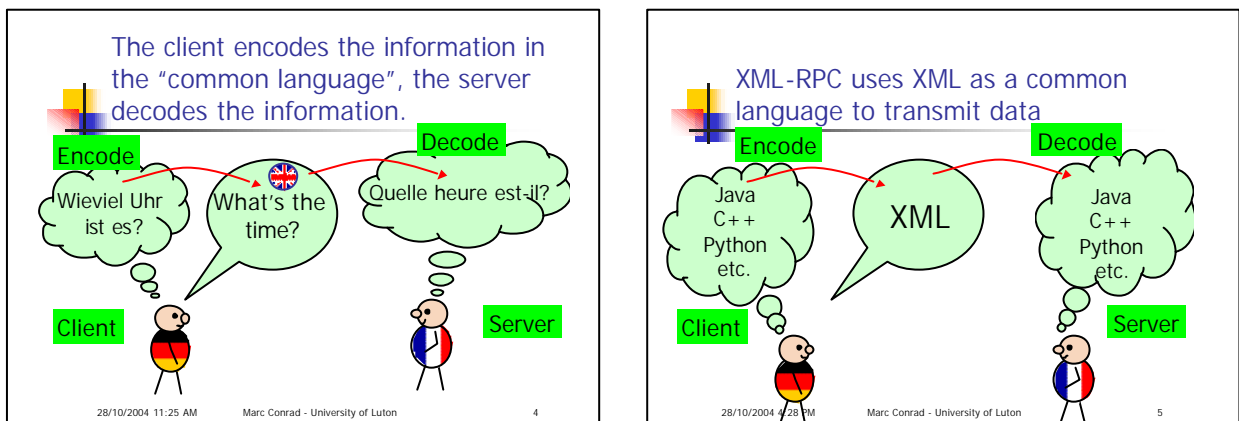 The client encodes the information in
the “common language”, the server
decodes the information.
Encode
Decode
Wieviel Uhr
ist es?
What's the
time?
Quelle heure est-il?
Client
Server
28/10/2004 11:25 AM
Marc Conrad - University of Luton
4
XML-RPC uses XML as a common
language to transmit data
Encode
Decode
Java
C++
Python
etc.
XML
Java
C++
Python
etc.
Client
Server
28/10/2004 4:28 PM
Marc Conrad - University of Luton
5